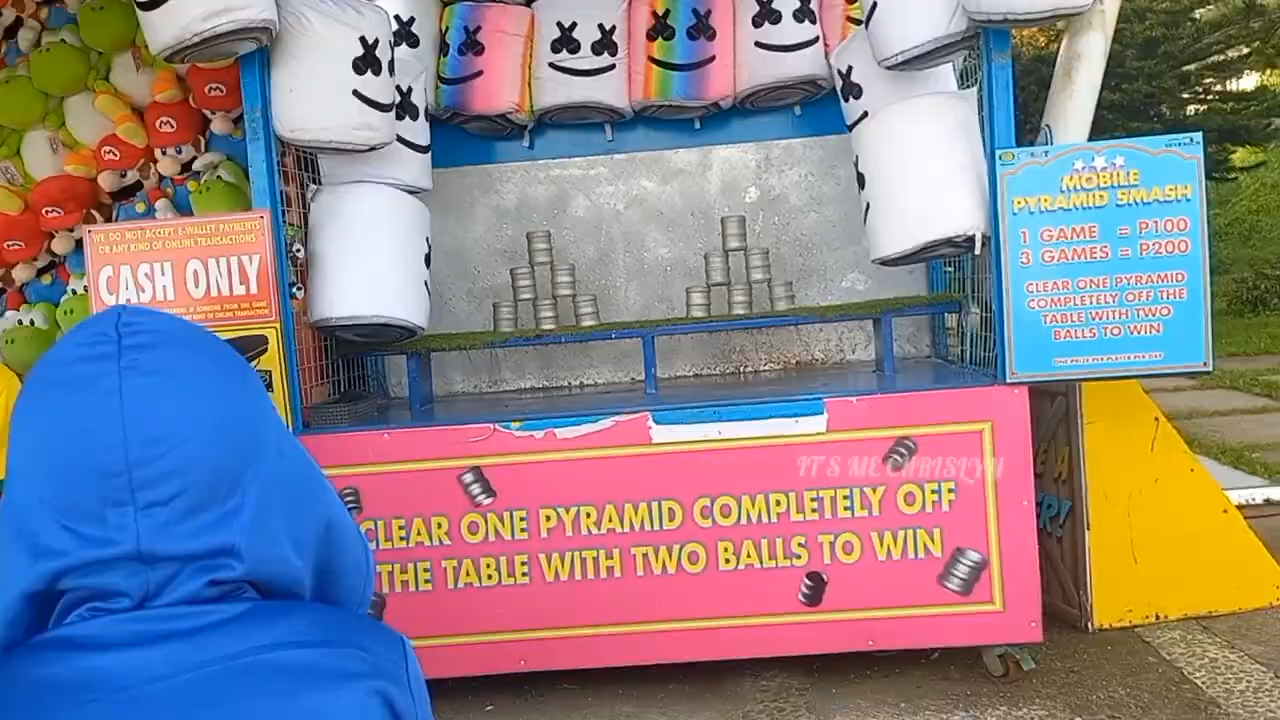 WE DO NOT ACCEPT E-WALLET PAYMENTS
OR ANY KIND OF ONLINE TRANSACTIONS
CASH ONLY
MOBILE
PYRAMID SMASH
1 GAME = P100
3 GAMES = P200
CLEAR ONE PYRAMID
COMPLETELY OFF THE
TABLE WITH TWO
BALLS TO WIN
ONE PRIZE PER PLAYER PER DAY
IT'S ME CHRISLYN
CLEAR ONE PYRAMID COMPLETELY OFF
THE TABLE WITH TWO BALLS TO WIN